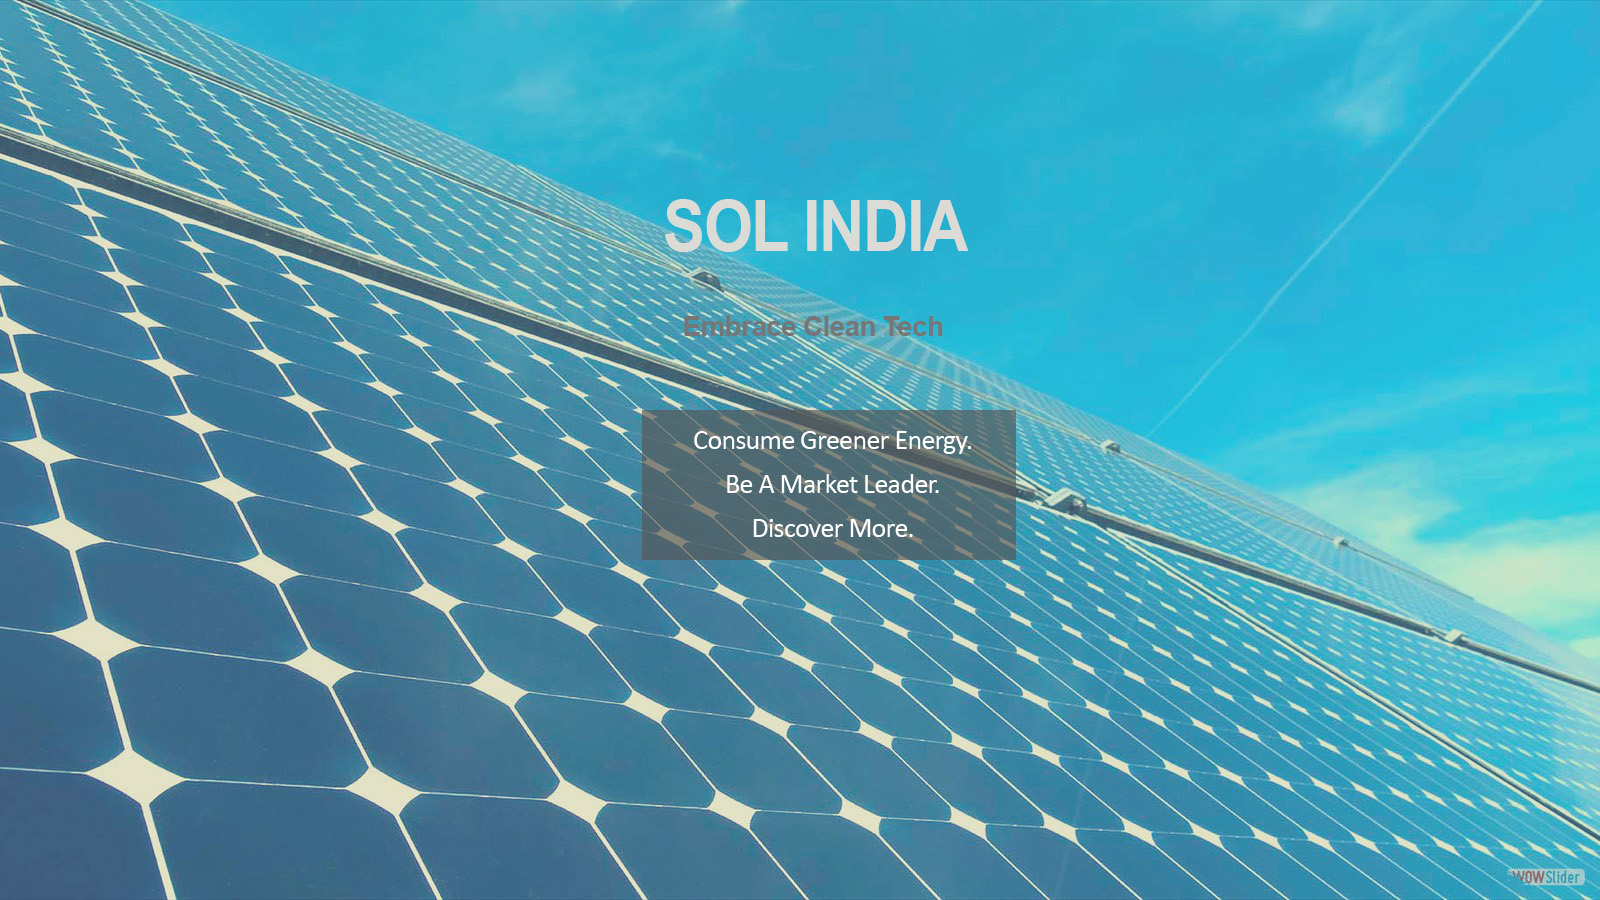 SOL INDIA
Embrace Clean Tech
Consume Greener Energy.
Be A Market Leader.
Discover More.
WOWSlider